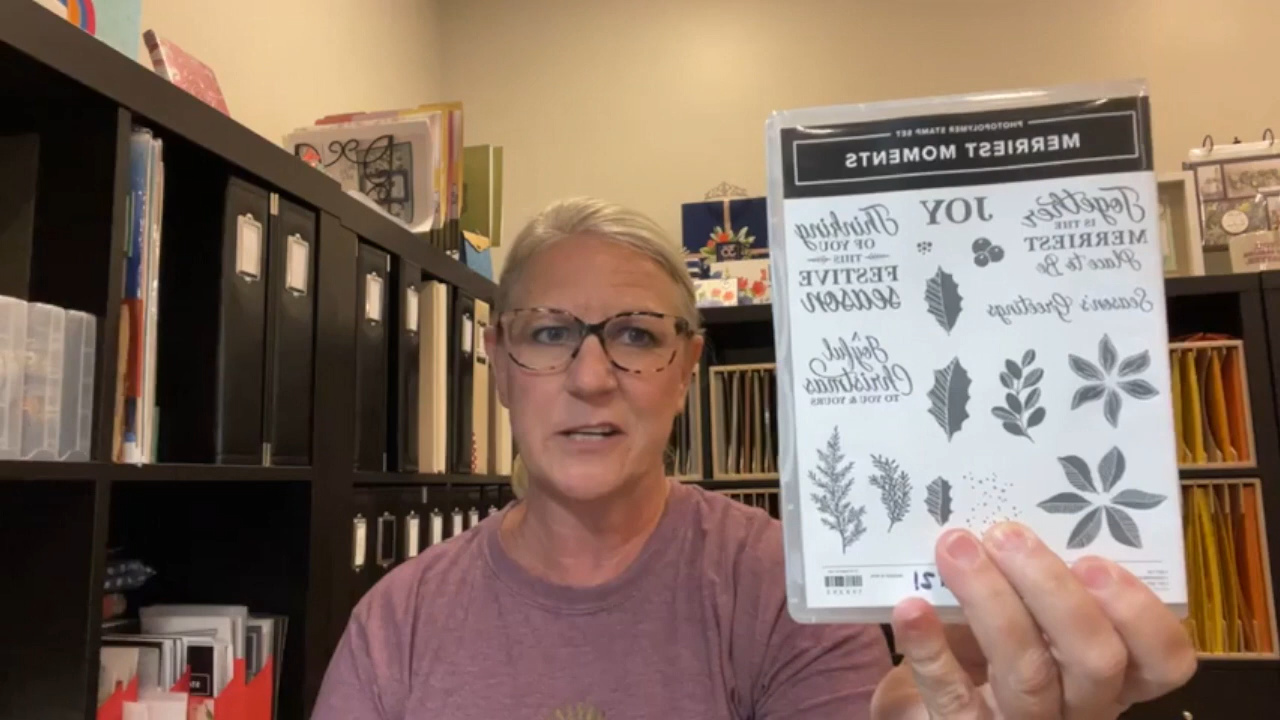 PHOTOPOLYMER STAMP SET
MERRIEST MOMENTS
Together
IS THE
MERRIEST
Place to Be
JOY
Thinking
OF YOU
THIS
FESTIVE
season
Season's Greetings
Joyful
Christmas
TO YOU & YOURS